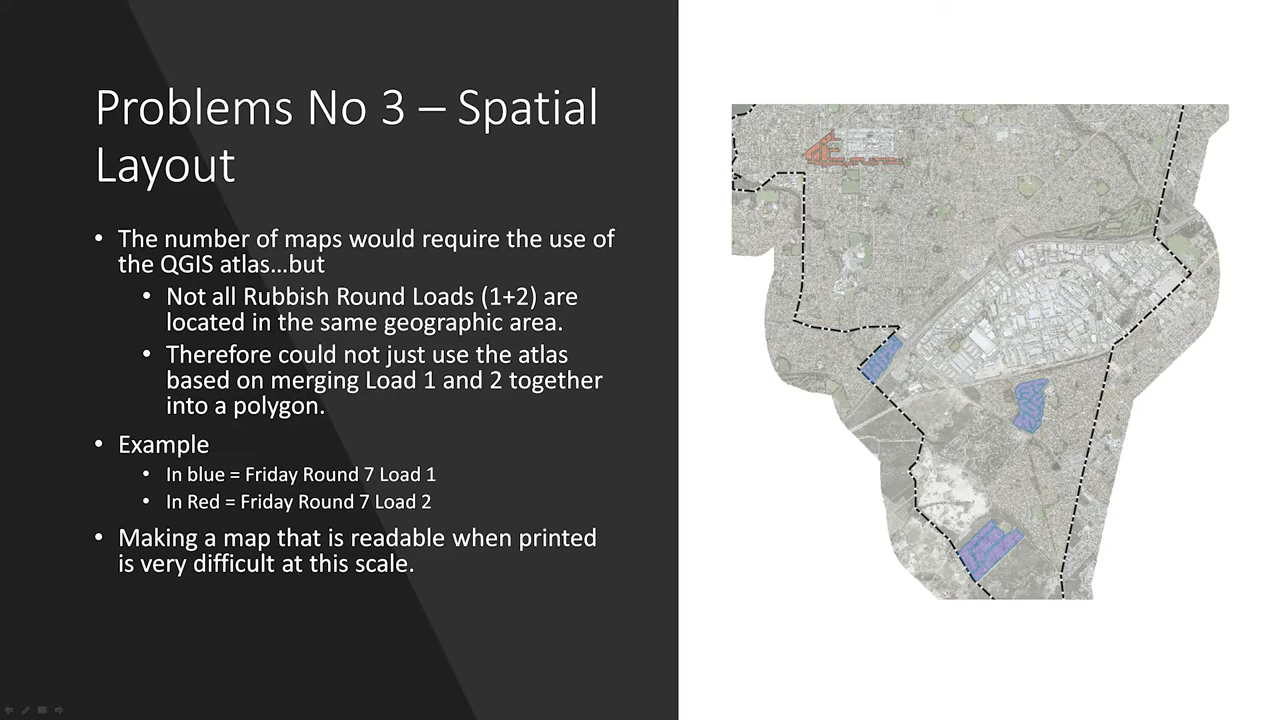 Problems No 3 – Spatial
Layout
• The number of maps would require the use of
the QGIS atlas…but
• Not all Rubbish Round Loads (1+2) are
located in the same geographic area.
• Therefore could not just use the atlas
based on merging Load 1 and 2 together
into a polygon.
• Example
• In blue = Friday Round 7 Load 1
• In Red = Friday Round 7 Load 2
• Making a map that is readable when printed
is very difficult at this scale.